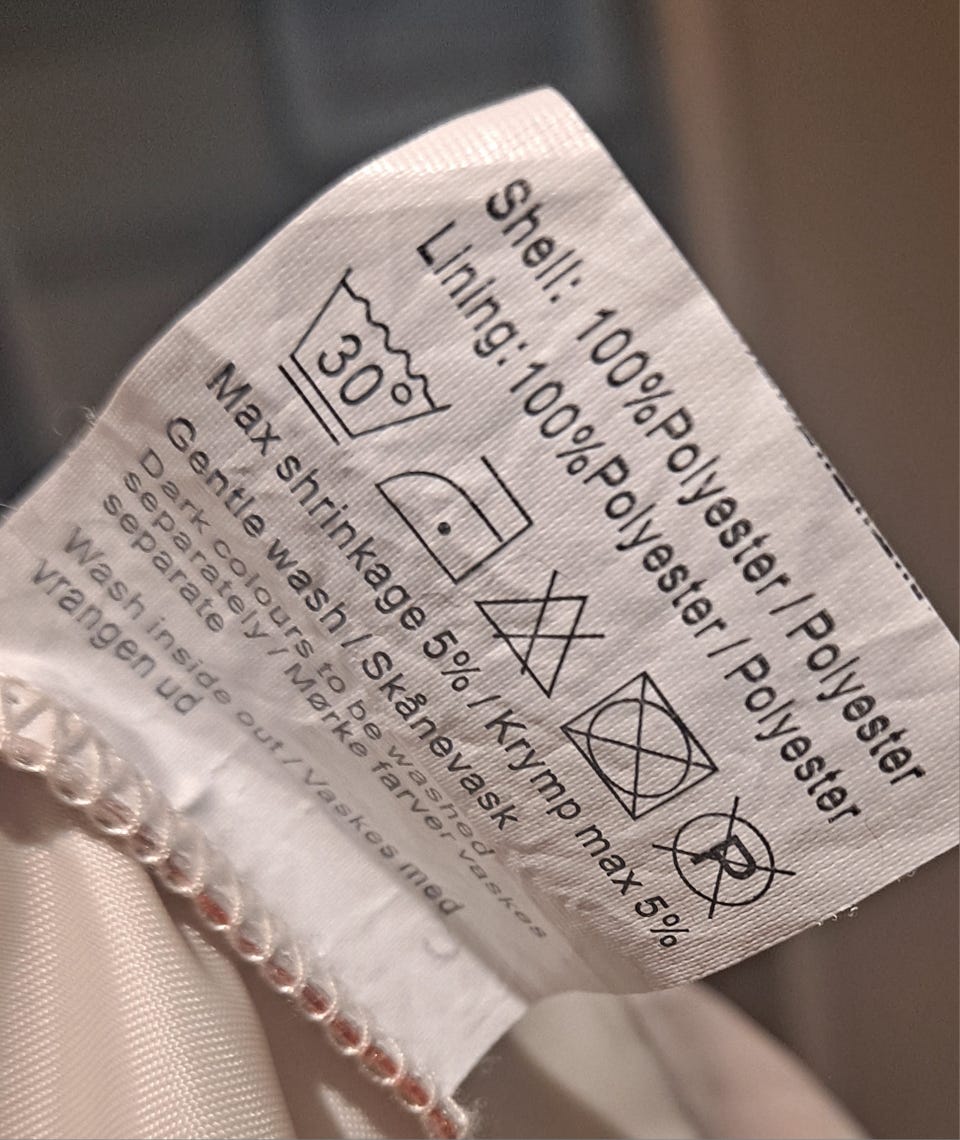 Shell: 100%Polyester / Polyester
Lining: 100%Polyester / Polyester
30°
P
Max shrinkage 5% / Krymp max 5%
Gentle wash / Skånevask
Dark colours to be washed
separately / Mørke farver vaskes
separate
Wash inside out / Vaskes med
vrangen ud